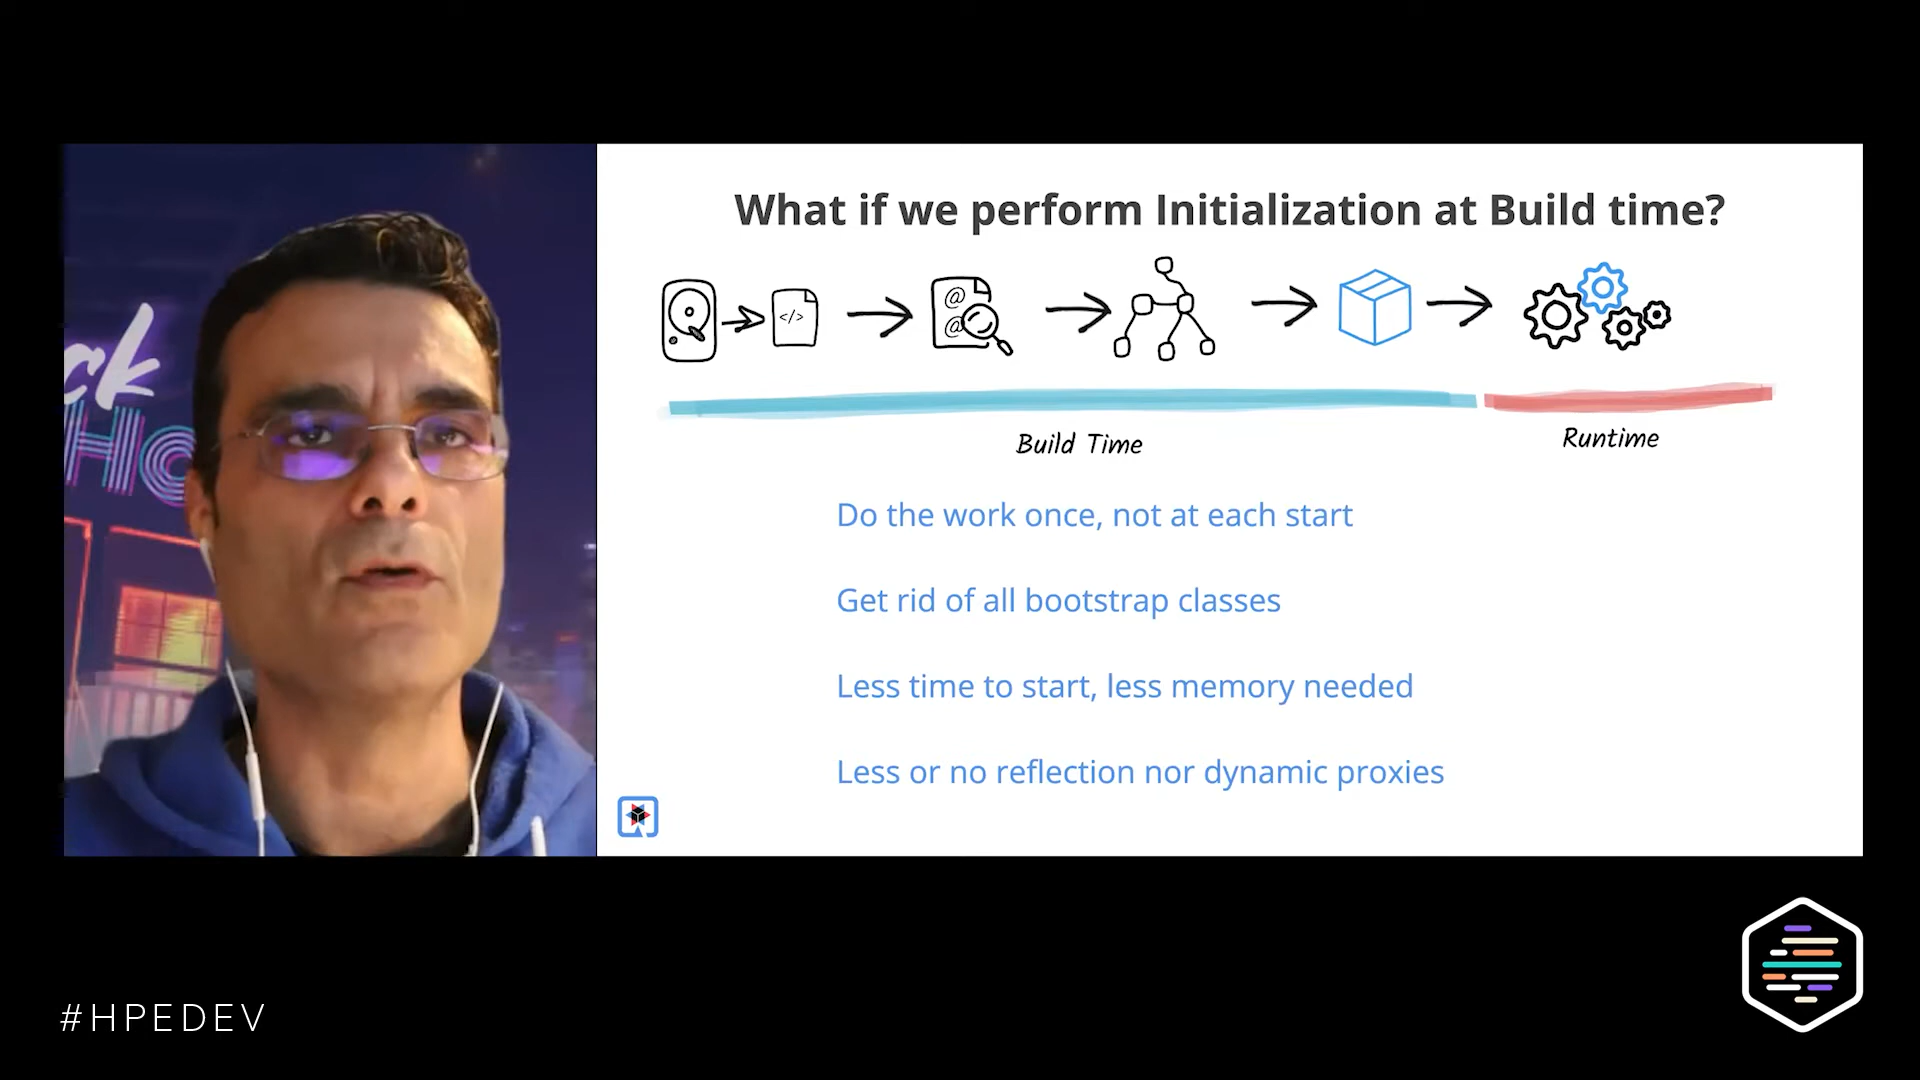 What if we perform Initialization at Build time?
</>
@
@
Build Time
Runtime
Do the work once, not at each start
Get rid of all bootstrap classes
Less time to start, less memory needed
Less or no reflection nor dynamic proxies
ck
HO
#HPEDEV